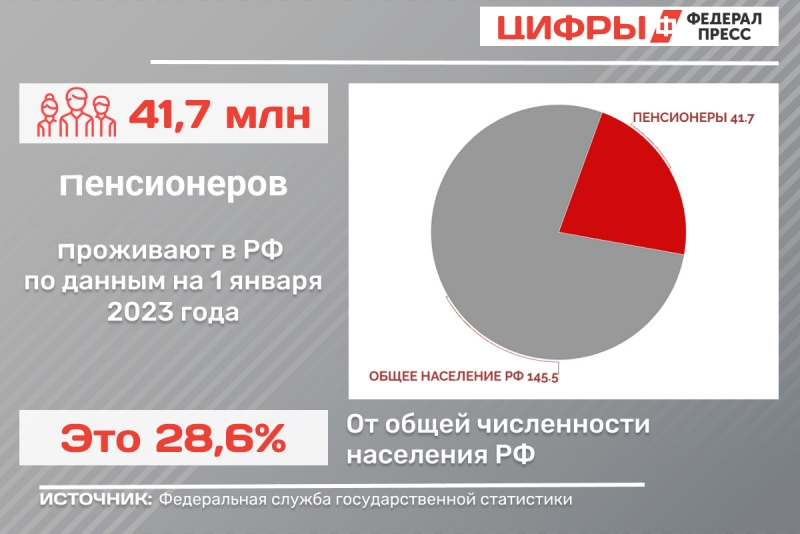 ЦИФРЫ
Ф ФЕДЕРАЛ
ПРЕСС
41,7 млн
пенсионеров
проживают в РФ
по данным на 1 января
2023 года
ПЕНСИОНЕРЫ 41.7
ОБЩЕЕ НАСЕЛЕНИЕ РФ 145.5
Это 28,6%
От общей численности
населения РФ
ИСТОЧНИК: Федеральная служба государственной статистики